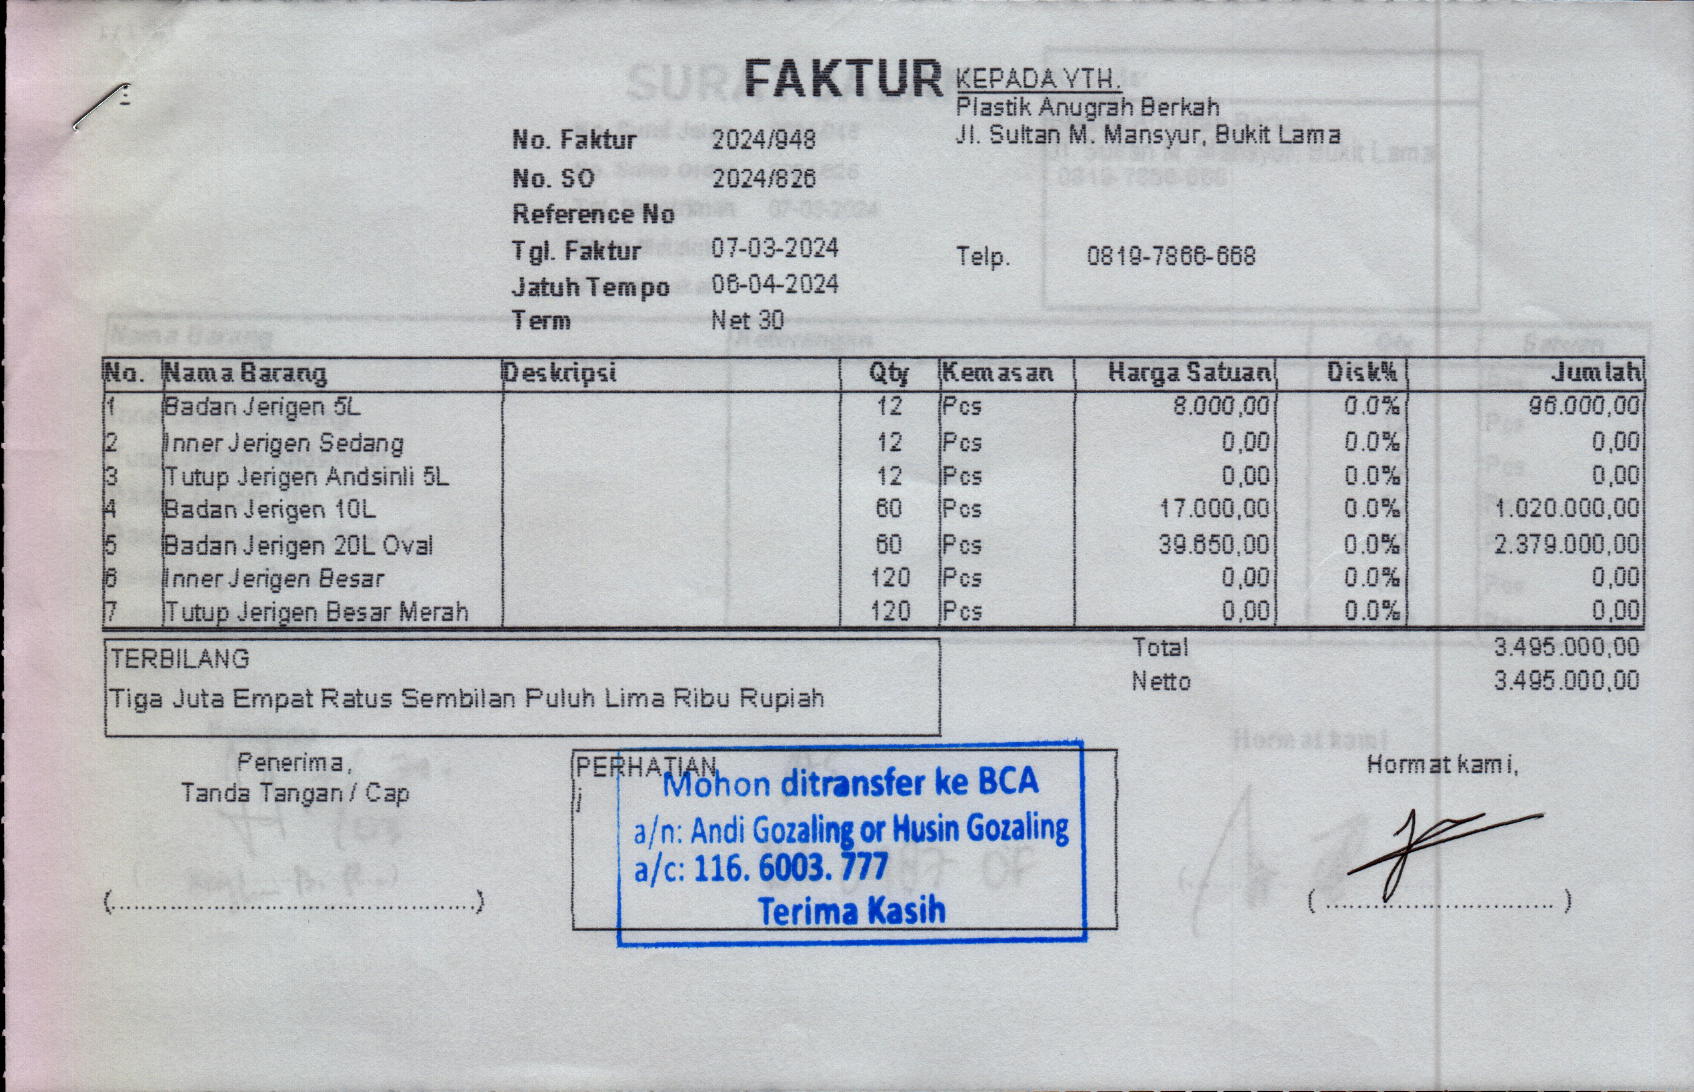 FAKTUR
KEPADA YTH.
Plastik Anugrah Berkah
Jl. Sultan M. Mansyur, Bukit Lama
No. Faktur 2024/948
No. SO 2024/826
Reference No
Tgl. Faktur 07-03-2024
Telp. 0819-7866-668
Jatuh Tempo 06-04-2024
Term Net 30
No. Nama Barang Deskripsi Qty Kemasan Harga Satuan Disk% Jumlah
1 Badan Jerigen 5L 12 Pcs 8.000,00 0.0% 96.000,00
2 Inner Jerigen Sedang 12 Pcs 0,00 0.0% 0,00
3 Tutup Jerigen Andsinli 5L 12 Pcs 0,00 0.0% 0,00
4 Badan Jerigen 10L 60 Pcs 17.000,00 0.0% 1.020.000,00
5 Badan Jerigen 20L Oval 60 Pcs 39.650,00 0.0% 2.379.000,00
6 Inner Jerigen Besar 120 Pcs 0,00 0.0% 0,00
7 Tutup Jerigen Besar Merah 120 Pcs 0,00 0.0% 0,00
Total 3.495.000,00
Netto 3.495.000,00
TERBILANG
Tiga Juta Empat Ratus Sembilan Puluh Lima Ribu Rupiah
Penerima,
Tanda Tangan / Cap
(................................................)
PERHATIAN
Mohon ditransfer ke BCA
a/n: Andi Gozaling or Husin Gozaling
a/c: 116. 6003. 777
Terima Kasih
Hormat kami,
( .............................. )